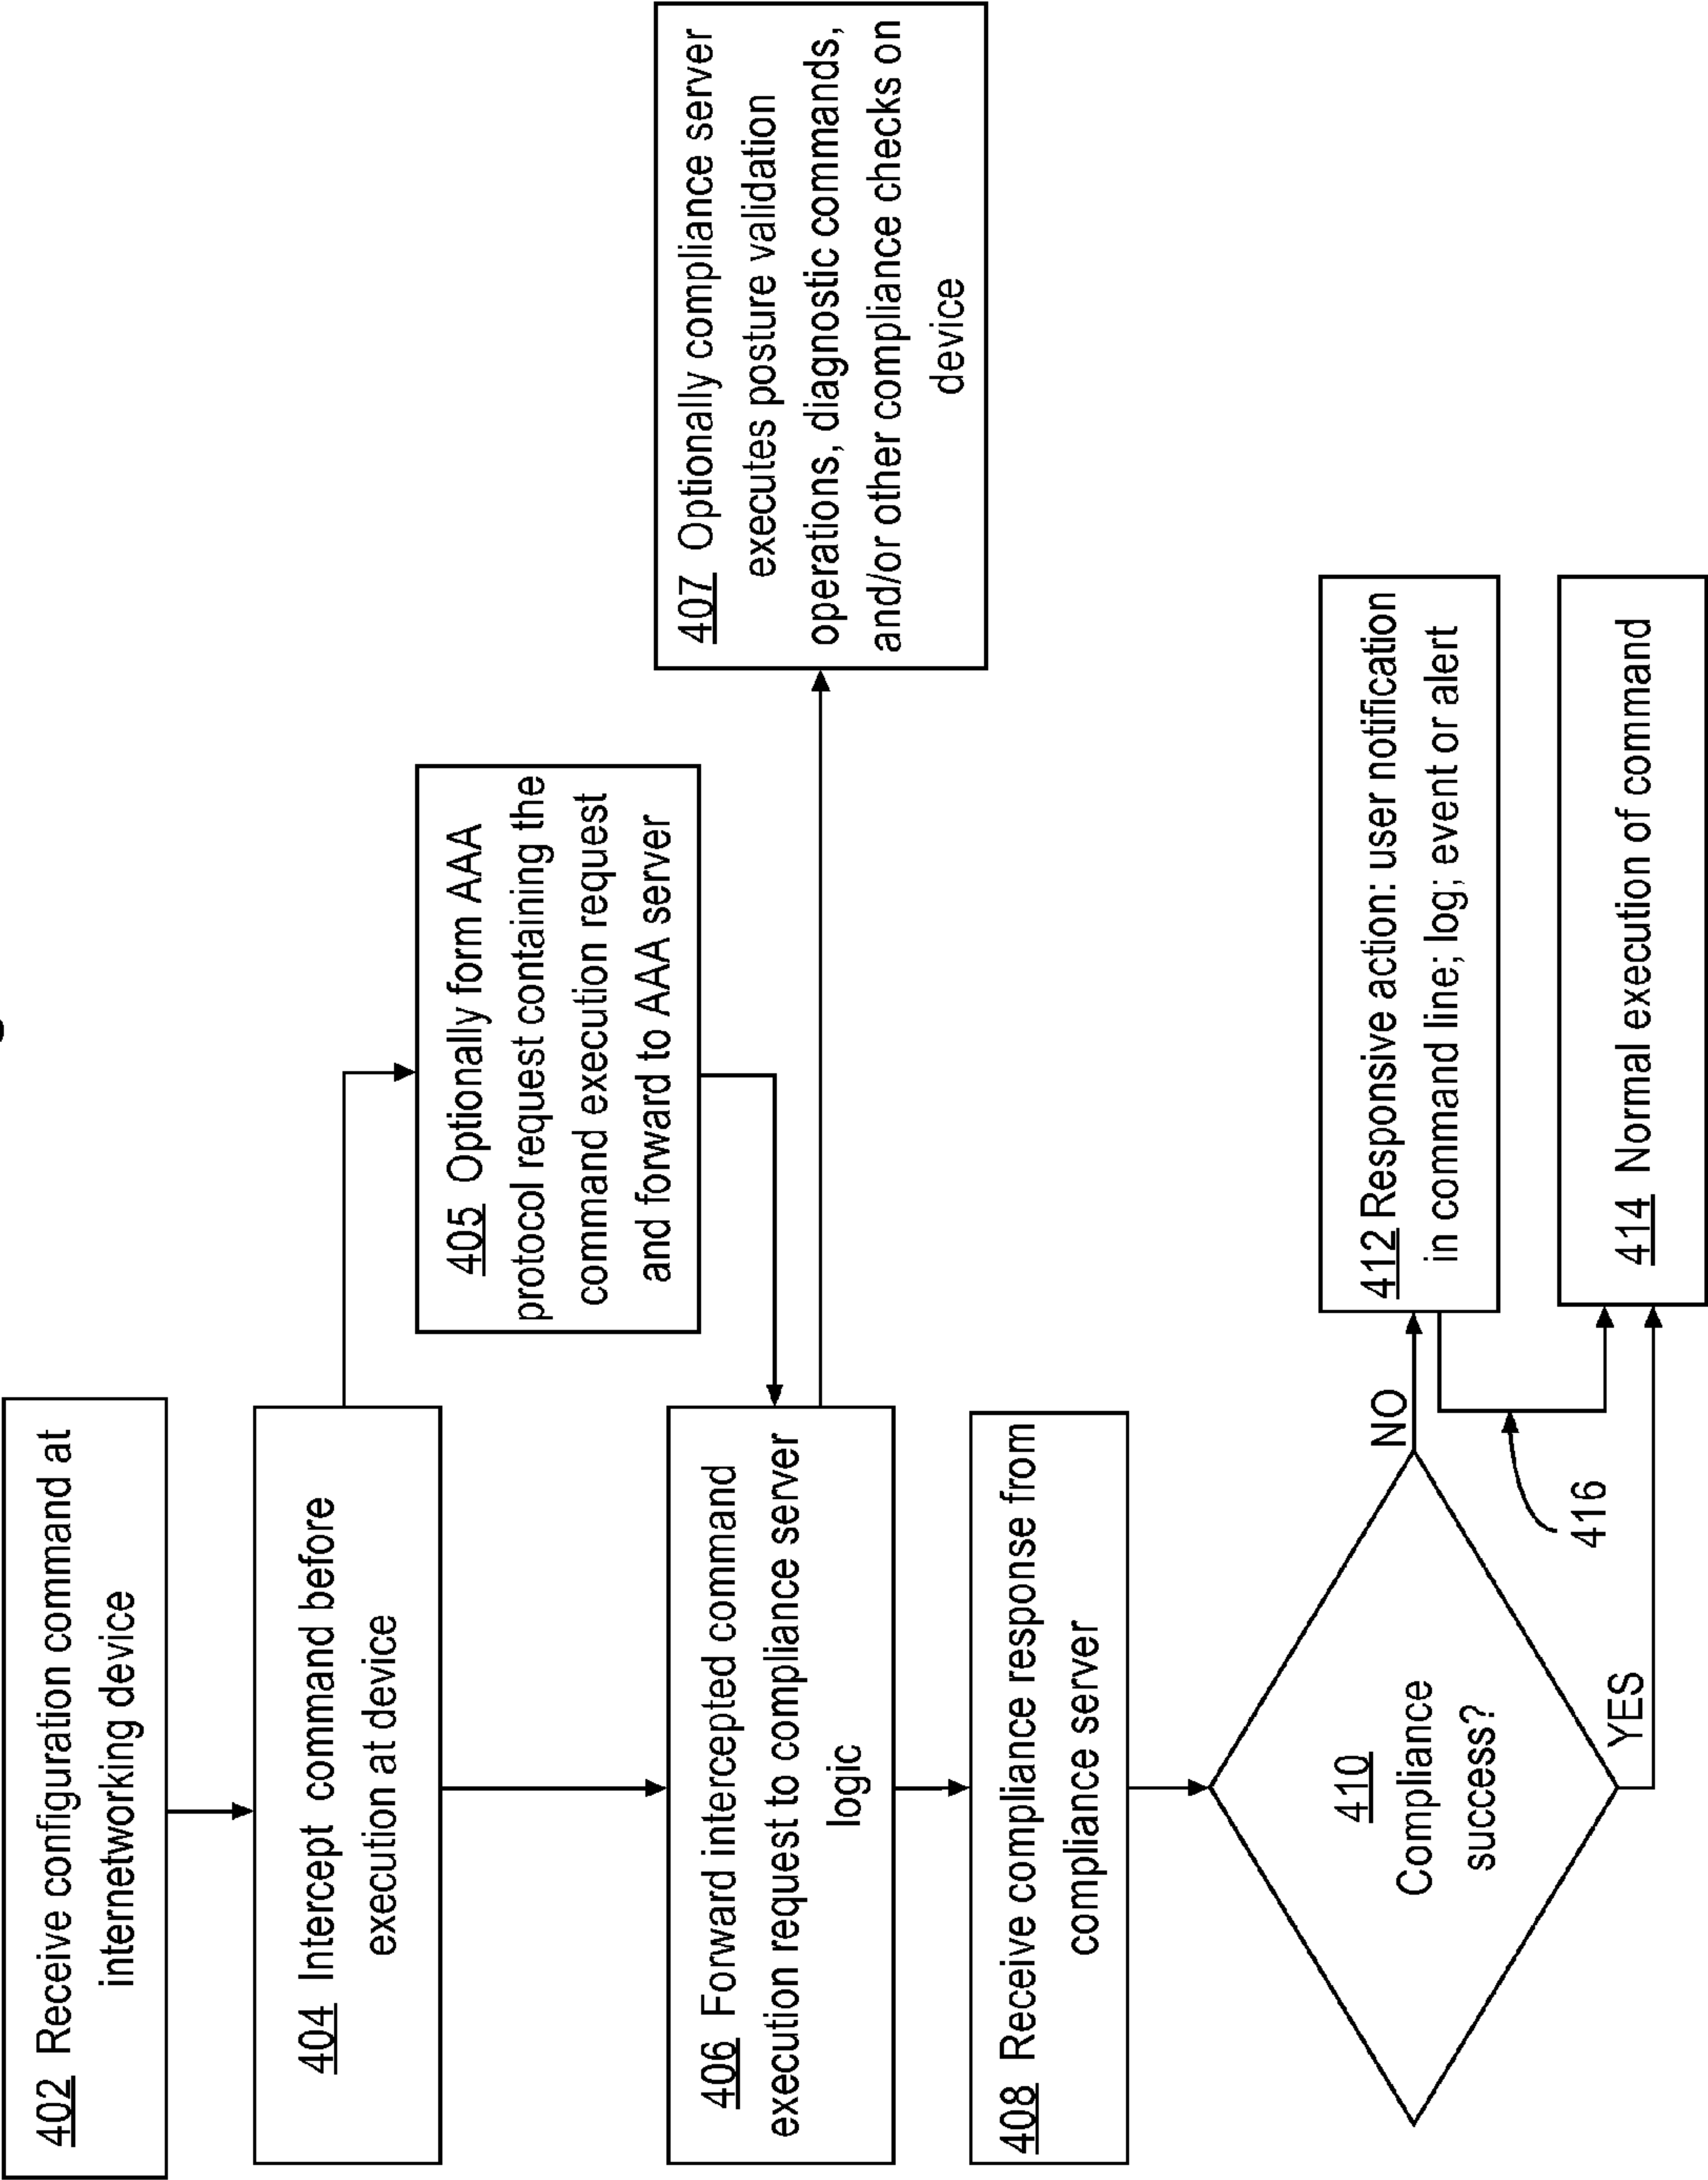 402 Receive configuration command at
internetworking device
404 Intercept command before
execution at device
405 Optionally form AAA
protocol request containing the
command execution request
and forward to AAA server
406 Forward intercepted command
execution request to compliance server
logic
407 Optionally compliance server
executes posture validation
operations, diagnostic commands,
and/or other compliance checks on
device
408 Receive compliance response from
compliance server
410
Compliance
success?
NO
YES
412 Responsive action: user notification
in command line; log; event or alert
416
414 Normal execution of command